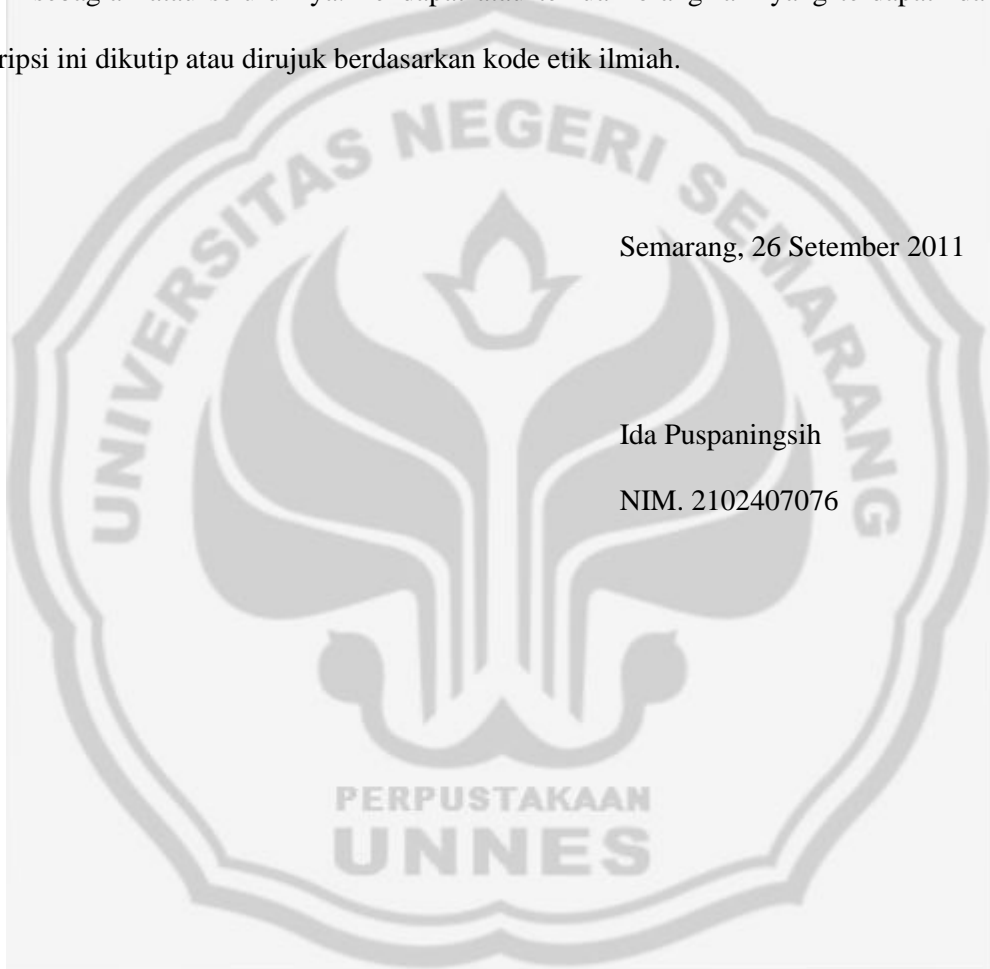 ripsi ini dikutip atau dirujuk berdasarkan kode etik ilmiah.
UNIVERSITAS NEGERI SEMARANG
Semarang, 26 Setember 2011
Ida Puspaningsih
NIM. 2102407076
PERPUSTAKAAN
UNNES